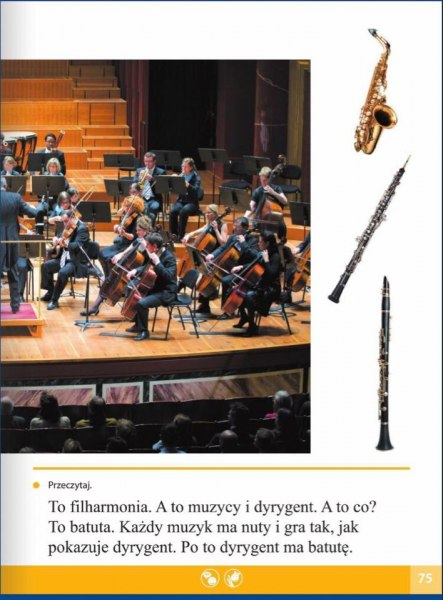 Przeczytaj.
To filharmonia. A to muzycy i dyrygent. A to co?
To batuta. Każdy muzyk ma nuty i gra tak, jak
pokazuje dyrygent. Po to dyrygent ma batutę.
75